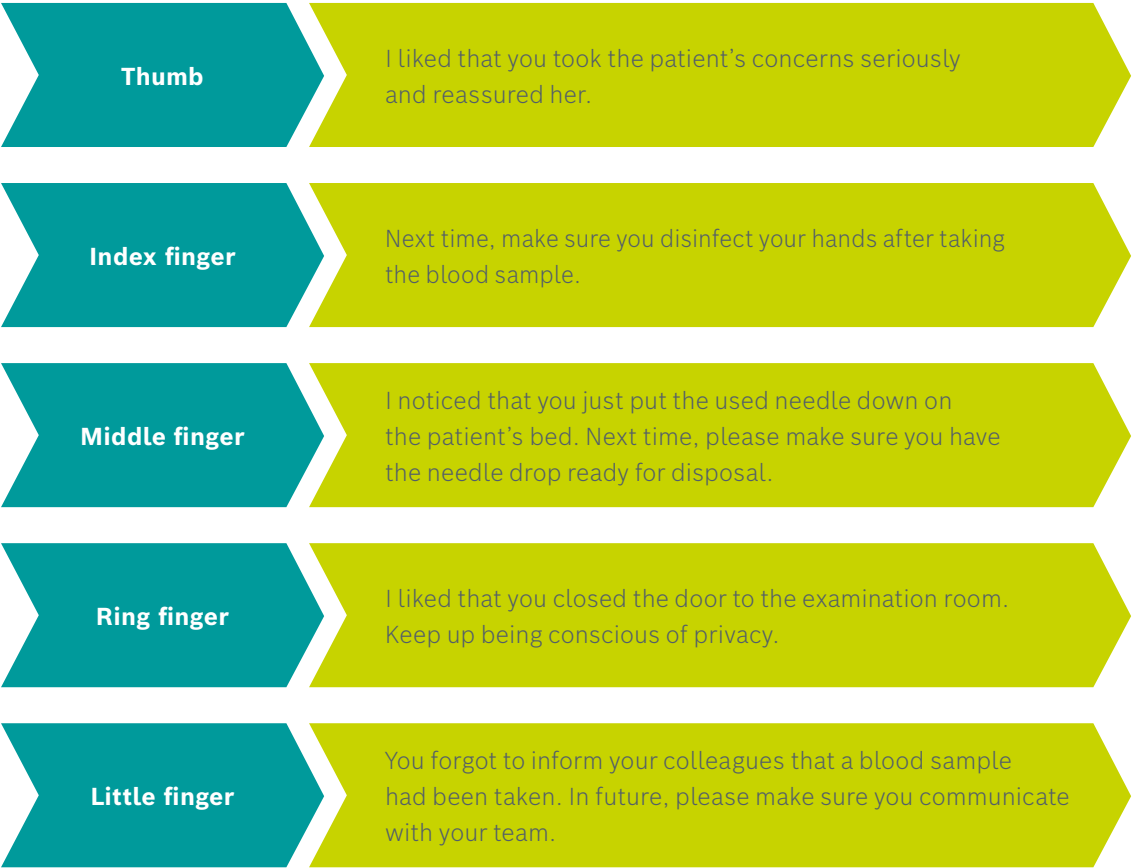 Thumb
I liked that you took the patient’s concerns seriously
and reassured her.
Index finger
Next time, make sure you disinfect your hands after taking
the blood sample.
Middle finger
I noticed that you just put the used needle down on
the patient’s bed. Next time, please make sure you have
the needle drop ready for disposal.
Ring finger
I liked that you closed the door to the examination room.
Keep up being conscious of privacy.
Little finger
You forgot to inform your colleagues that a blood sample
had been taken. In future, please make sure you communicate
with your team.